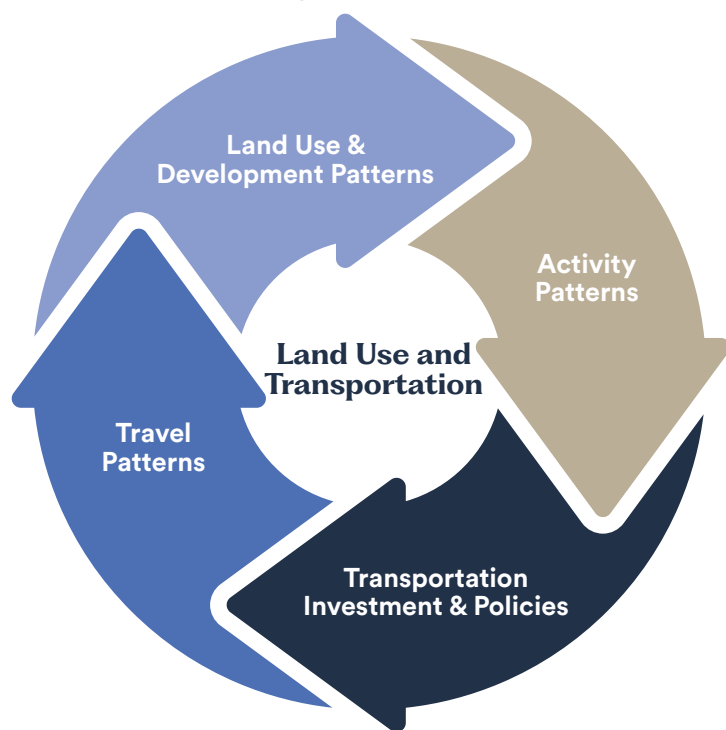 Land Use &
Development Patterns
Activity
Patterns
Land Use and
Transportation
Travel
Patterns
Transportation
Investment & Policies